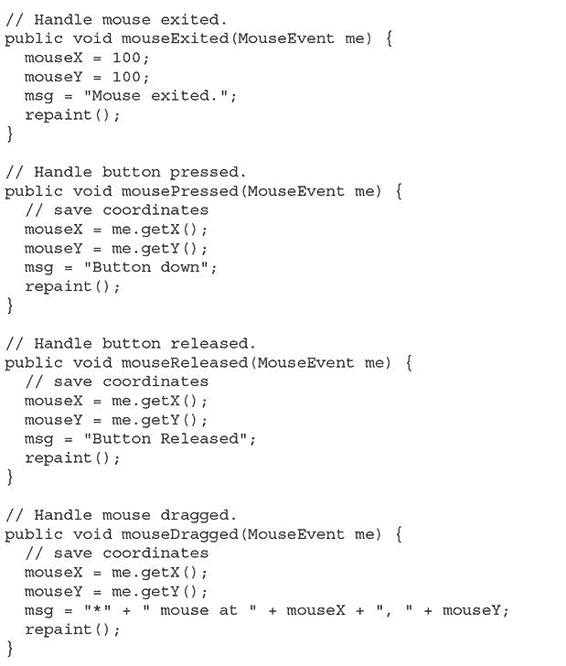 // Handle mouse exited.
public void mouseExited(MouseEvent me) {
  mouseX = 100;
  mouseY = 100;
  msg = "Mouse exited.";
  repaint();
}

// Handle button pressed.
public void mousePressed(MouseEvent me) {
  // save coordinates
  mouseX = me.getX();
  mouseY = me.getY();
  msg = "Button down";
  repaint();
}

// Handle button released.
public void mouseReleased(MouseEvent me) {
  // save coordinates
  mouseX = me.getX();
  mouseY = me.getY();
  msg = "Button Released";
  repaint();
}

// Handle mouse dragged.
public void mouseDragged(MouseEvent me) {
  // save coordinates
  mouseX = me.getX();
  mouseY = me.getY();
  msg = "*" + " mouse at " + mouseX + ", " + mouseY;
  repaint();
}